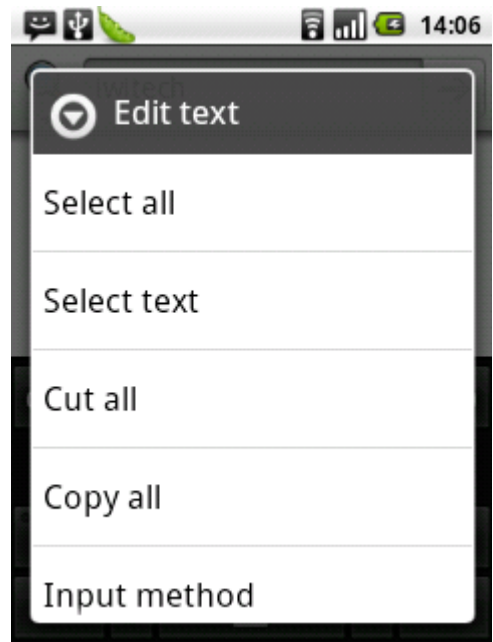 14:06
Edit text
Select all
Select text
Cut all
Copy all
Input method